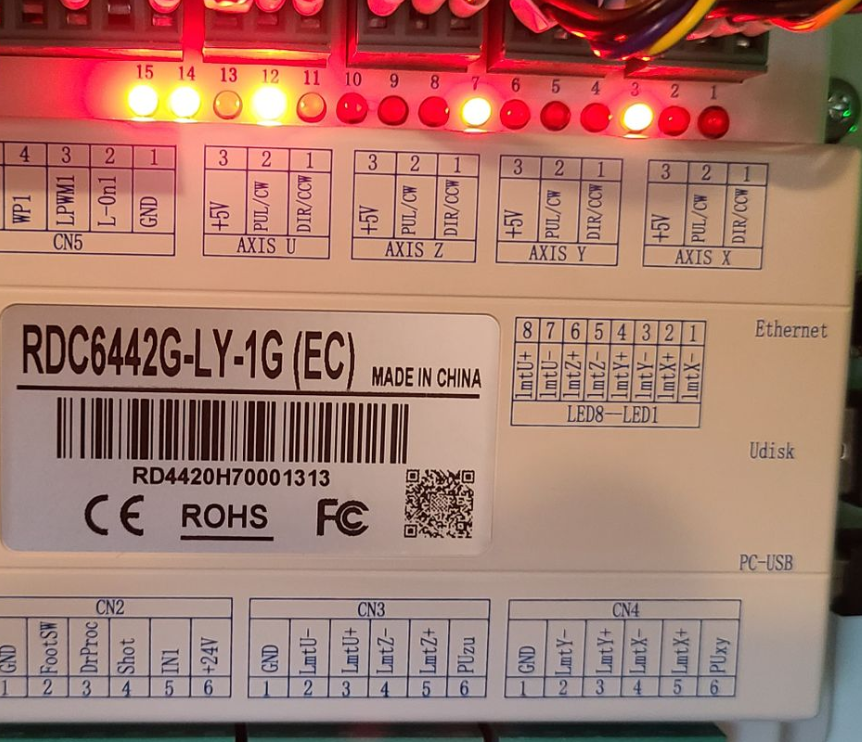 15 14 13 12 11 10 9 8 7 6 5 4 3 2 1
4 3 2 1
WP1 LPWM1 L-On1 GND
CN5
3 2 1
+5V PUL/CW DIR/CCW
AXIS U
3 2 1
+5V PUL/CW DIR/CCW
AXIS Z
3 2 1
+5V PUL/CW DIR/CCW
AXIS Y
3 2 1
+5V PUL/CW DIR/CCW
AXIS X
RDC6442G-LY-1G (EC) MADE IN CHINA
RD4420H70001313
CE ROHS FC
8 7 6 5 4 3 2 1
lmtU+ lmtU- lmtZ+ lmtZ- lmtY+ lmtY- lmtX+ lmtX-
LED8—LED1
Ethernet
Udisk
PC-USB
CN2
GND FootSW DrProc Shot IN1 +24V
1 2 3 4 5 6
CN3
GND LmtU- LmtU+ LmtZ- LmtZ+ PUzu
1 2 3 4 5 6
CN4
GND LmtY- LmtY+ LmtX- LmtX+ PUxy
1 2 3 4 5 6